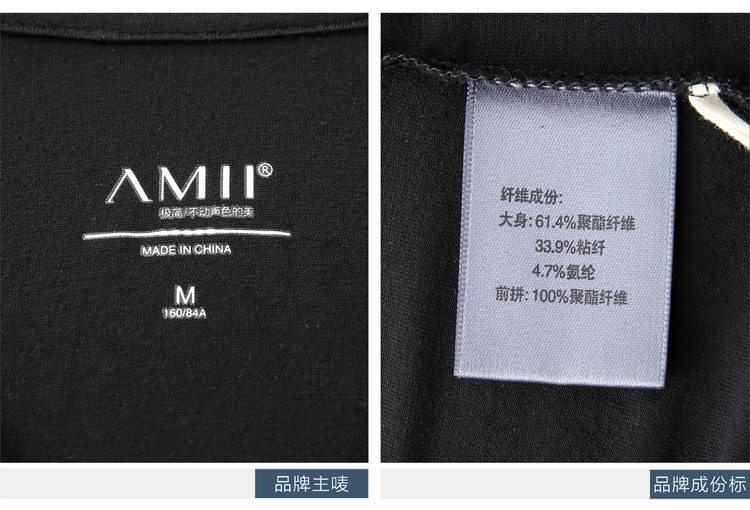 AMII®
极简/不动声色的美
MADE IN CHINA
M
160/84A
品牌主唛
纤维成份:
大身:61.4%聚酯纤维
33.9%粘纤
4.7%氨纶
前拼:100%聚酯纤维
品牌成份标